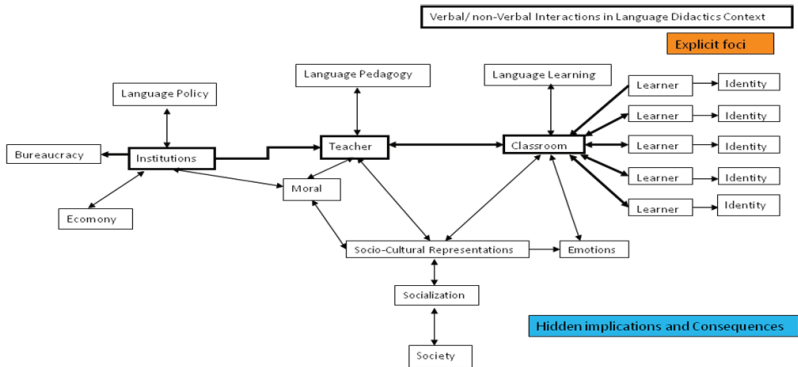 Verbal/ non-Verbal Interactions in Language Didactics Context
Explicit foci
Language Pedagogy
Language Learning
Language Policy
Learner
Identity
Learner
Identity
Bureaucracy
Institutions
Teacher
Classroom
Learner
Identity
Moral
Learner
Identity
Ecomony
Learner
Identity
Socio-Cultural Representations
Emotions
Socialization
Hidden implications and Consequences
Society